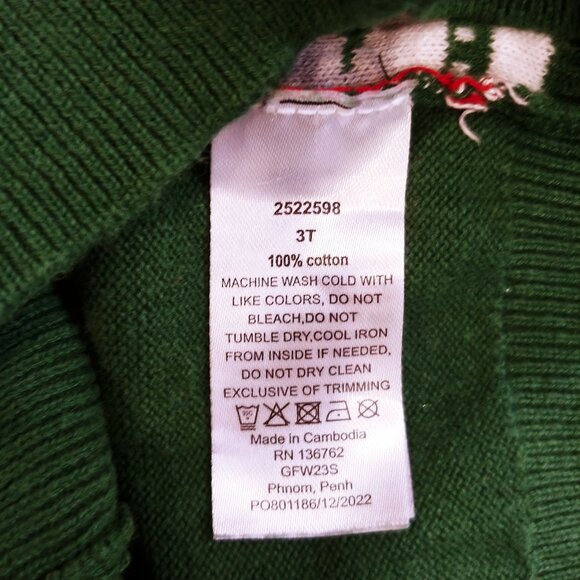 2522598
3T
100% cotton
MACHINE WASH COLD WITH
LIKE COLORS, DO NOT
BLEACH,DO NOT
TUMBLE DRY,COOL IRON
FROM INSIDE IF NEEDED,
DO NOT DRY CLEAN
EXCLUSIVE OF TRIMMING
Made in Cambodia
RN 136762
GFW23S
Phnom, Penh
PO801186/12/2022